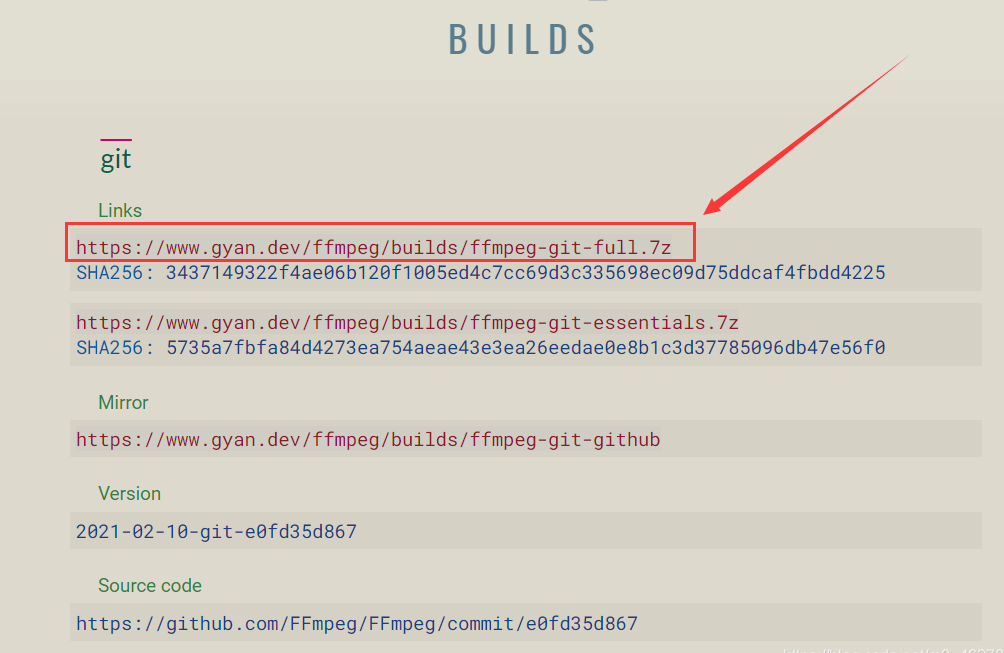 BUILDS
git
Links
https://www.gyan.dev/ffmpeg/builds/ffmpeg-git-full.7z
SHA256: 3437149322f4ae06b120f1005ed4c7cc69d3c335698ec09d75ddcaf4fbdd4225
https://www.gyan.dev/ffmpeg/builds/ffmpeg-git-essentials.7z
SHA256: 5735a7fbfa84d4273ea754aeae43e3ea26eedae0e8b1c3d37785096db47e56f0
Mirror
https://www.gyan.dev/ffmpeg/builds/ffmpeg-git-github
Version
2021-02-10-git-e0fd35d867
Source code
https://github.com/FFmpeg/FFmpeg/commit/e0fd35d867